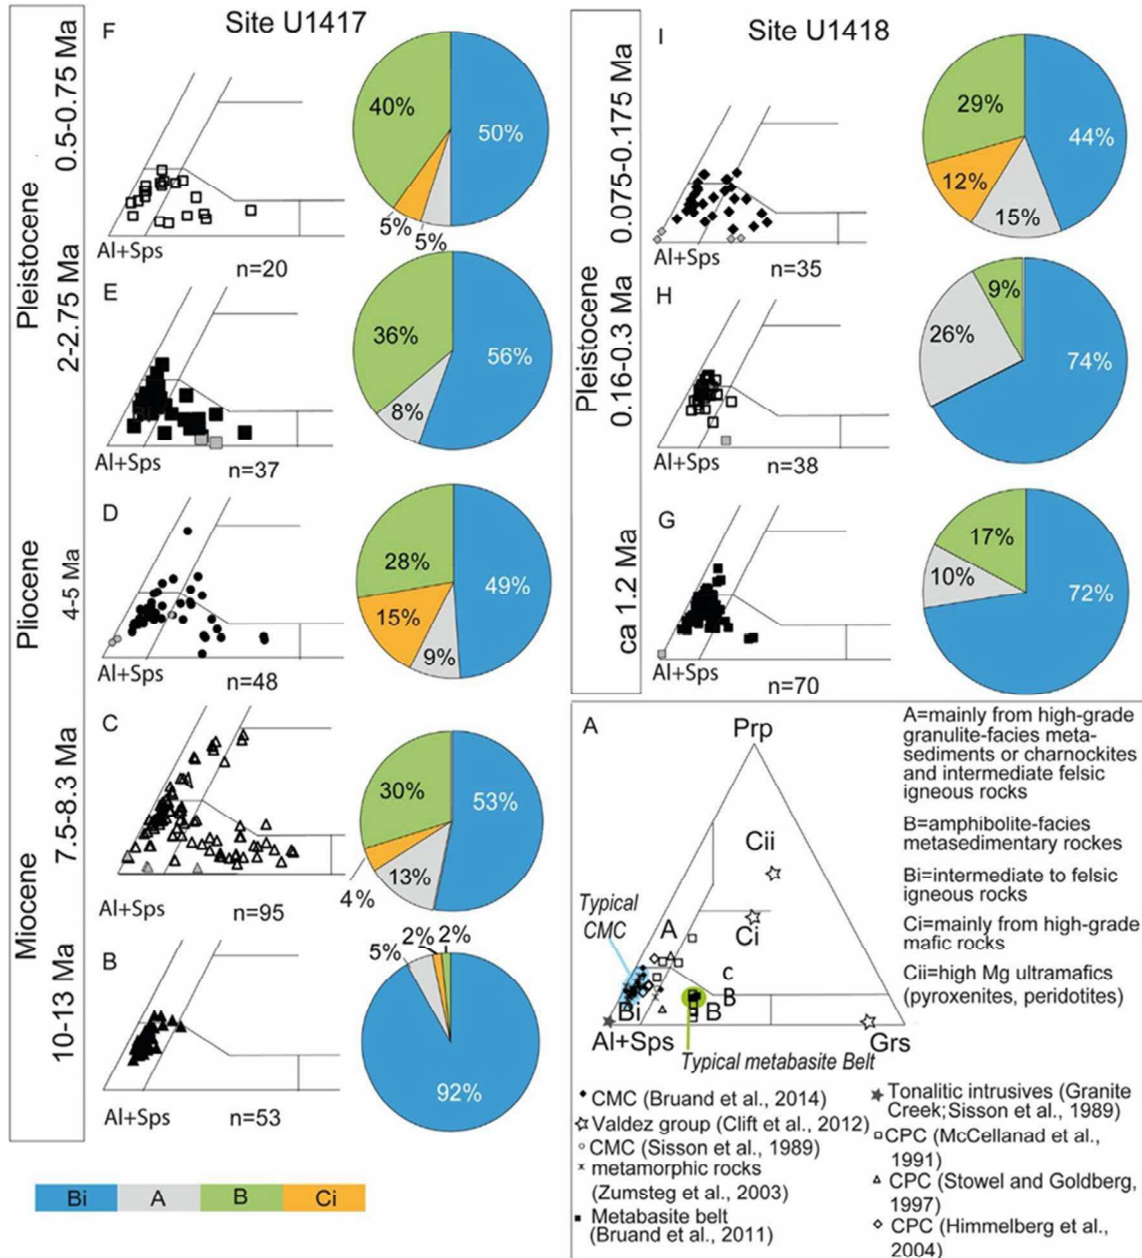 Site U1417
Pleistocene
0.5-0.75 Ma
F
40%
50%
5%
5%
Al+Sps
n=20
2-2.75 Ma
E
36%
56%
8%
Al+Sps
n=37
Pliocene
4-5 Ma
D
28%
49%
15%
9%
Al+Sps
n=48
Miocene
7.5-8.3 Ma
C
30%
53%
4%
13%
Al+Sps
n=95
10-13 Ma
B
5%
2%
2%
92%
Al+Sps
n=53
Bi
A
B
Ci
Site U1418
Pleistocene
0.075-0.175 Ma
I
29%
44%
12%
15%
Al+Sps
n=35
0.16-0.3 Ma
H
9%
26%
74%
Al+Sps
n=38
ca 1.2 Ma
G
17%
10%
72%
Al+Sps
n=70
A
Prp
Cii
Ci
Typical
CMC
A
c
B
Bi
B
Al+Sps
Grs
Typical metabasite Belt
A=mainly from high-grade
granulite-facies meta-
sediments or charnockites
and intermediate felsic
igneous rocks
B=amphibolite-facies
metasedimentary rockes
Bi=intermediate to felsic
igneous rocks
Ci=mainly from high-grade
mafic rocks
Cii=high Mg ultramafics
(pyroxenites, peridotites)
CMC (Bruand et al., 2014)
Valdez group (Clift et al., 2012)
CMC (Sisson et al., 1989)
metamorphic rocks
(Zumsteg et al., 2003)
Metabasite belt
(Bruand et al., 2011)
Tonalitic intrusives (Granite
Creek;Sisson et al., 1989)
CPC (McCellanad et al.,
1991)
CPC (Stowel and Goldberg,
1997)
CPC (Himmelberg et al.,
2004)